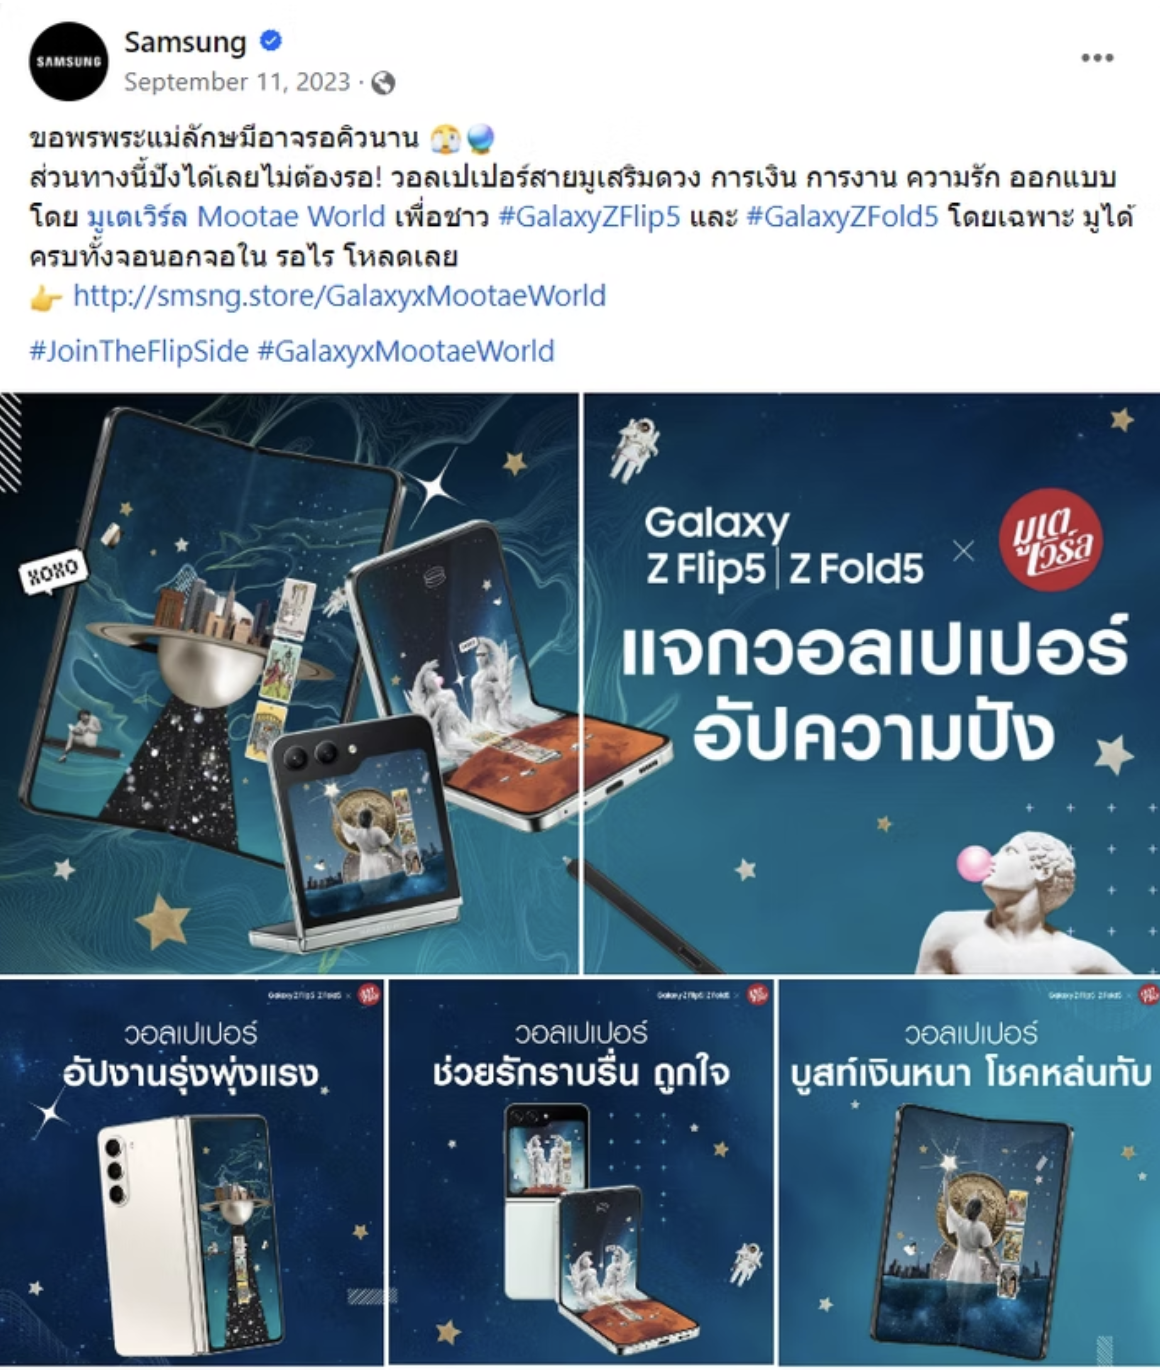 Samsung
SAMSUNG
September 11, 2023 ·
ขอพรพระแม่ลักษมีอาจรอคิวนาน 🫣🔮
ส่วนทางนี้ปังได้เลยไม่ต้องรอ! วอลเปเปอร์สายมูเสริมดวง การเงิน การงาน ความรัก ออกแบบ
โดย มูเตเวิร์ล Mootae World เพื่อชาว #GalaxyZFlip5 และ #GalaxyZFold5 โดยเฉพาะ มูได้
ครบทั้งจอนอกจอใน รอไร โหลดเลย
👉 http://smsng.store/GalaxyxMootaeWorld
#JoinTheFlipSide #GalaxyxMootaeWorld
XOXO
Galaxy
Z Flip5 | Z Fold5 ×
มูเต
เวิร์ล
แจกวอลเปเปอร์
อัปความปัง
Galaxy Z Flip5 | Z Fold5 ×
วอลเปเปอร์
อัปงานรุ่งพุ่งแรง
Galaxy Z Flip5 | Z Fold5 ×
วอลเปเปอร์
ช่วยรักราบรื่น ถูกใจ
Galaxy Z Flip5 | Z Fold5 ×
วอลเปเปอร์
บูสท์เงินหนา โชคหล่นทับ